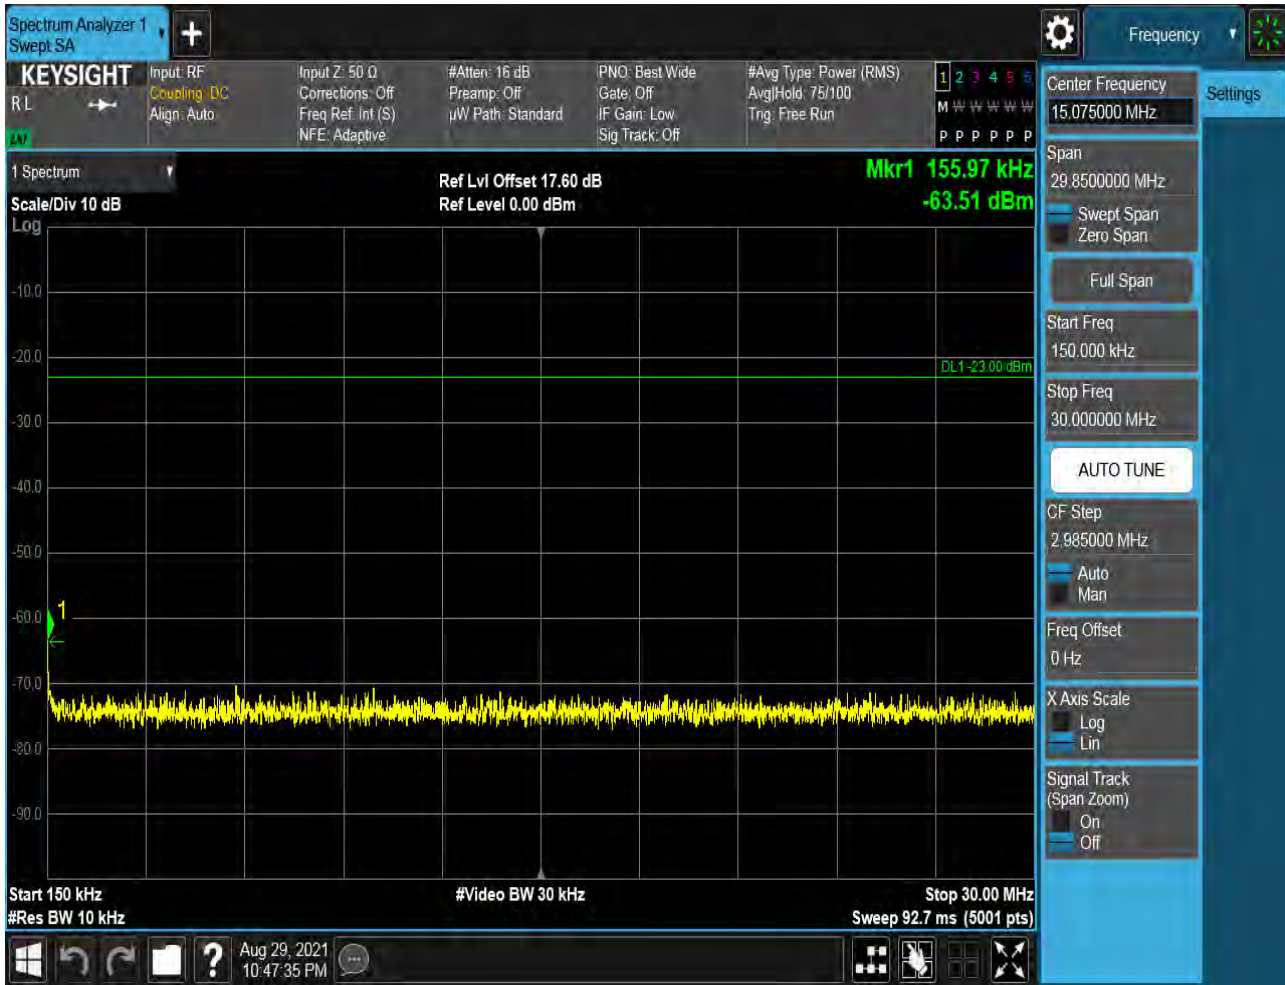 Spectrum Analyzer 1
Swept SA
Frequency
KEYSIGHT
R L
LNI
Input: RF
Coupling: DC
Align: Auto
Input Z: 50 Ω
Corrections: Off
Freq Ref: Int (S)
NFE: Adaptive
#Atten: 16 dB
Preamp: Off
µW Path: Standard
PNO: Best Wide
Gate: Off
IF Gain: Low
Sig Track: Off
#Avg Type: Power (RMS)
Avg|Hold: 75/100
Trig: Free Run
1 2 3 4 5 6
M W W W W W
P P P P P P
1 Spectrum
Scale/Div 10 dB
Log
Ref Lvl Offset 17.60 dB
Ref Level 0.00 dBm
Mkr1 155.97 kHz
-63.51 dBm
-10.0
-20.0
DL1 -23.00 dBm
-30.0
-40.0
-50.0
-60.0
1
-70.0
-80.0
-90.0
Start 150 kHz
#Res BW 10 kHz
#Video BW 30 kHz
Stop 30.00 MHz
Sweep 92.7 ms (5001 pts)
Aug 29, 2021
10:47:35 PM
Center Frequency
15.075000 MHz
Settings
Span
29.8500000 MHz
Swept Span
Zero Span
Full Span
Start Freq
150.000 kHz
Stop Freq
30.000000 MHz
AUTO TUNE
CF Step
2.985000 MHz
Auto
Man
Freq Offset
0 Hz
X Axis Scale
Log
Lin
Signal Track
(Span Zoom)
On
Off